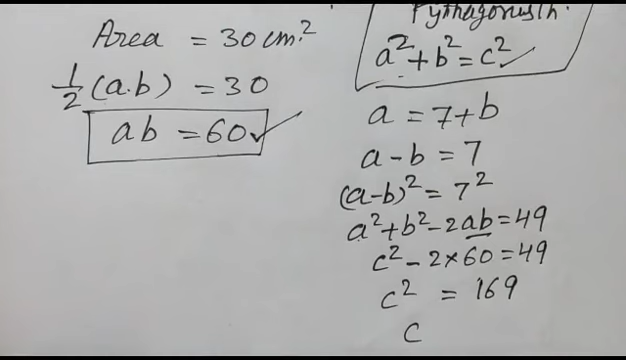 Area = 30 cm²
½ (a.b) = 30
ab = 60 ✓
Pythagorus Th.
a² + b² = c² ✓
a = 7 + b
a - b = 7
(a-b)² = 7²
a² + b² - 2ab = 49
c² - 2 × 60 = 49
c² = 169
c